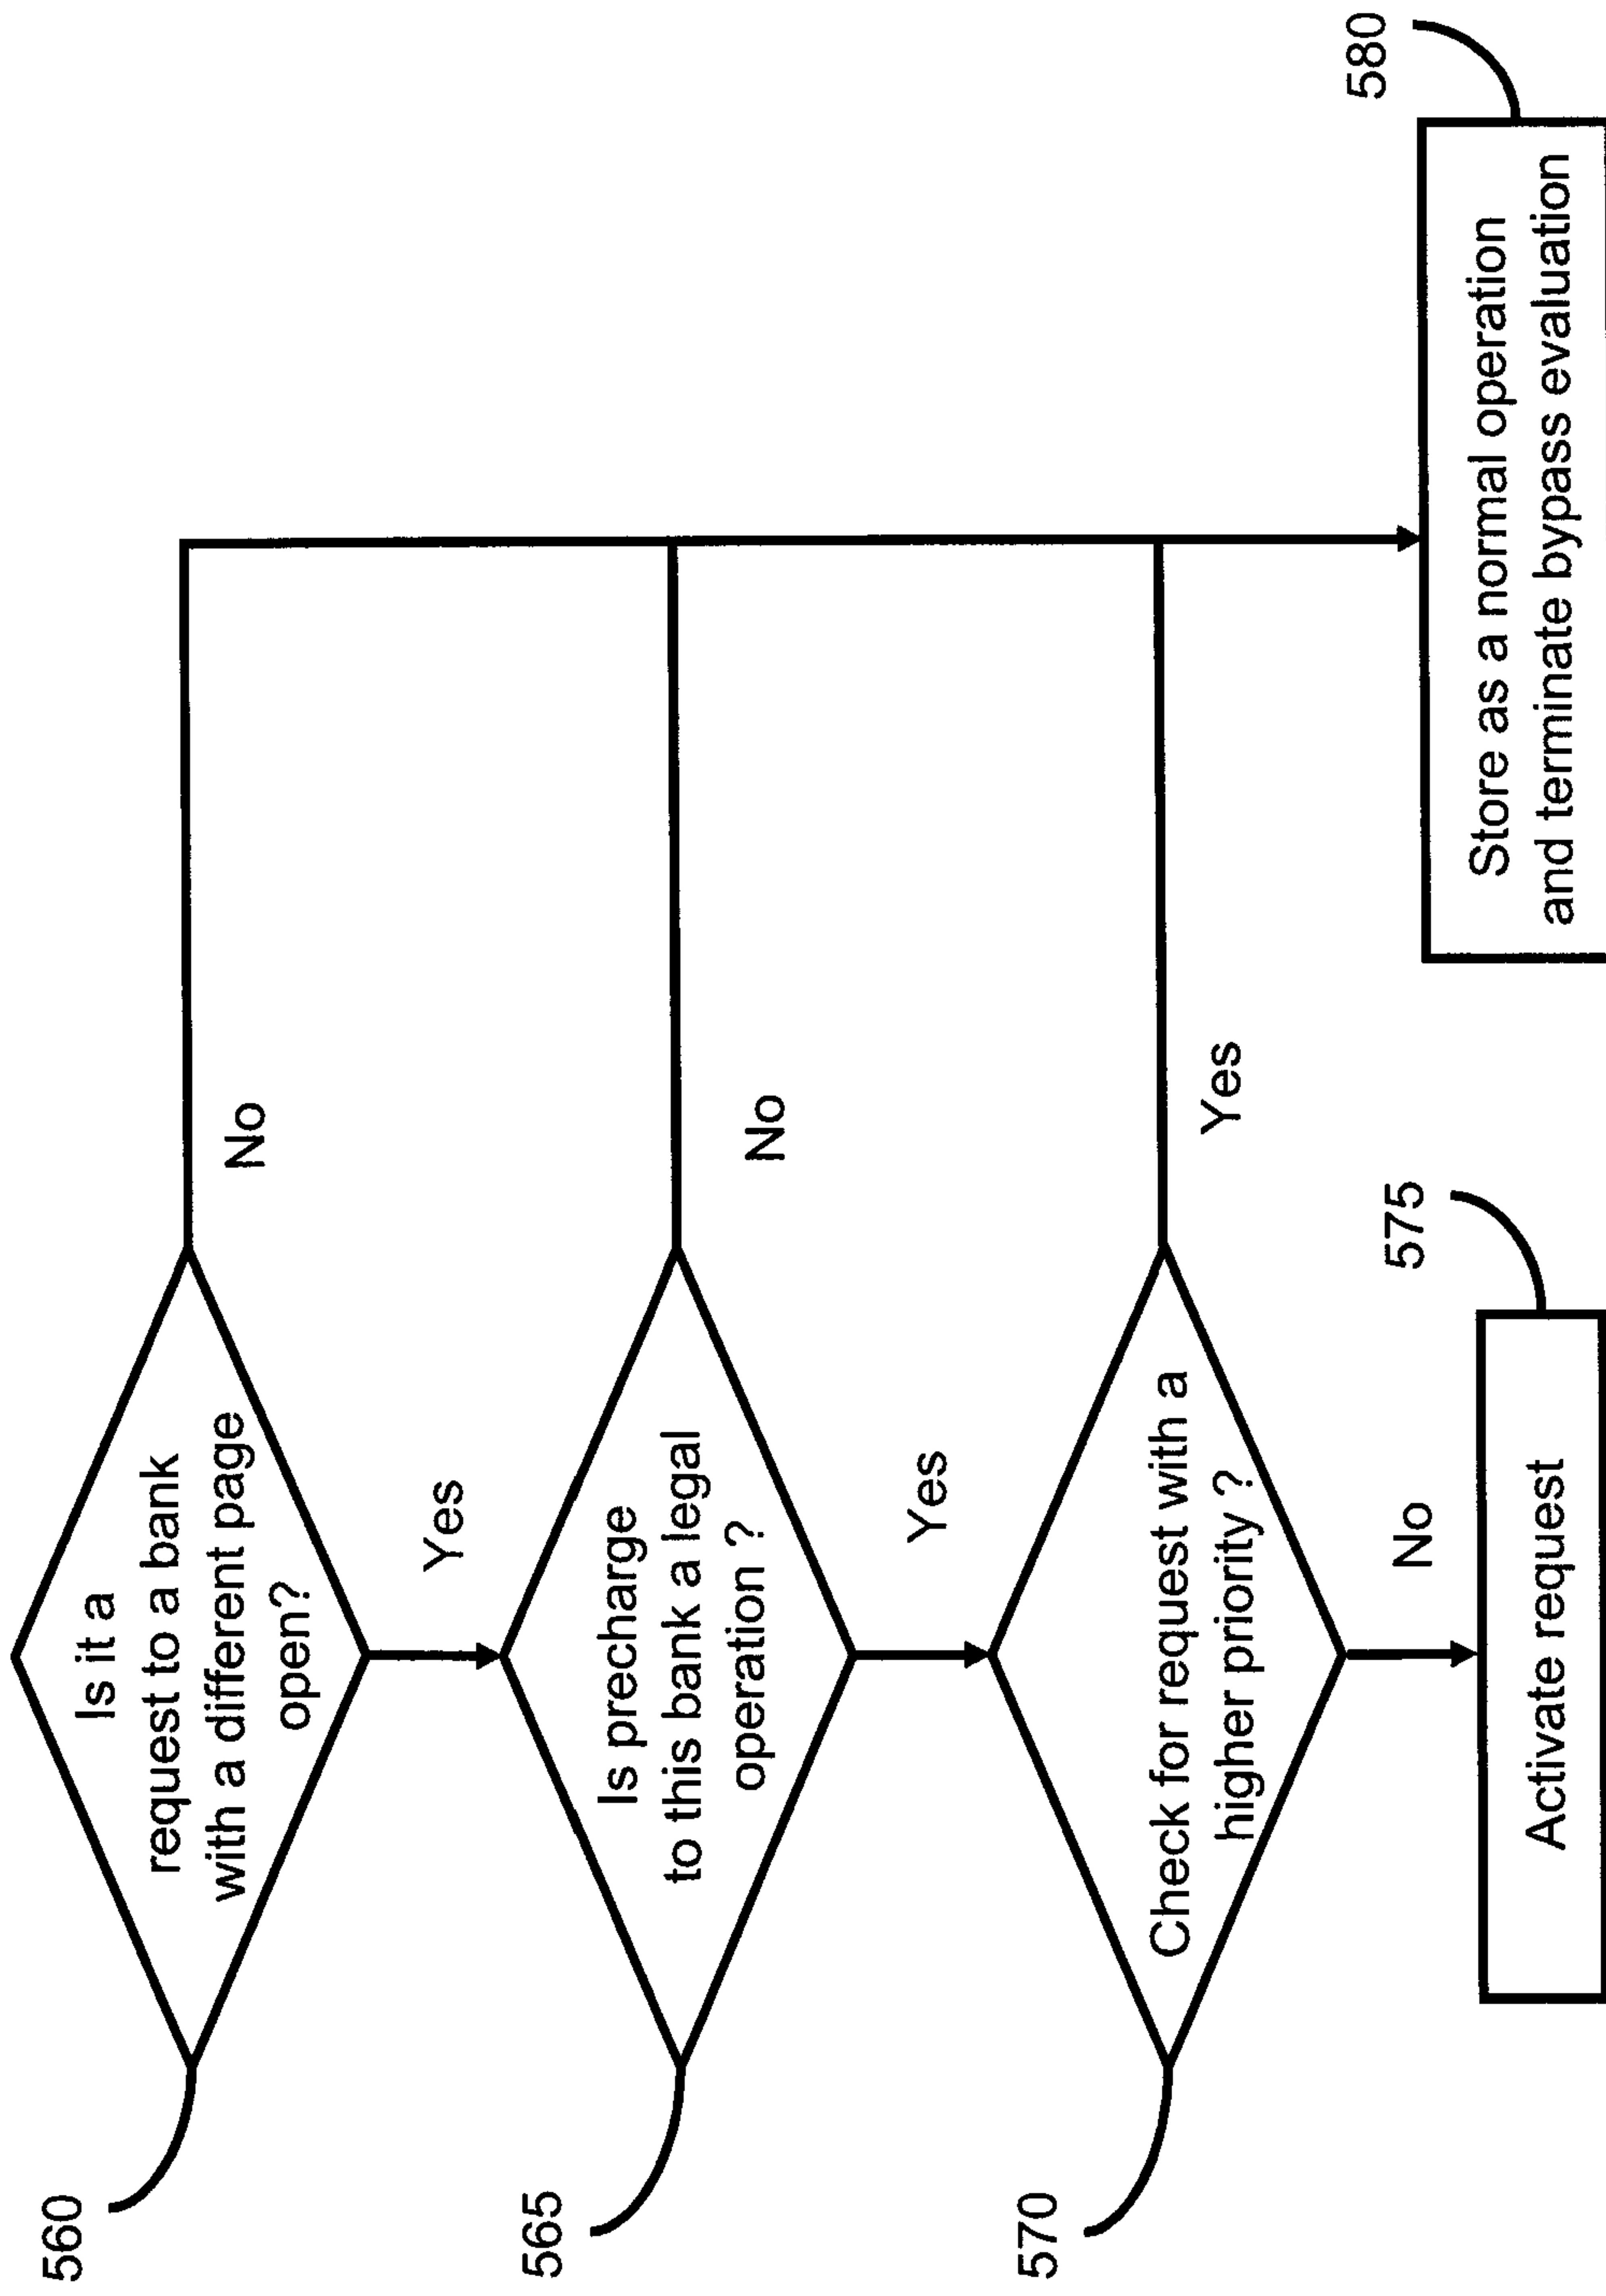 560
Is it a
request to a bank
with a different page
open?
No
Yes
565
Is precharge
to this bank a legal
operation ?
No
Yes
570
Check for request with a
higher priority ?
Yes
No
575
Activate request
580
Store as a normal operation
and terminate bypass evaluation